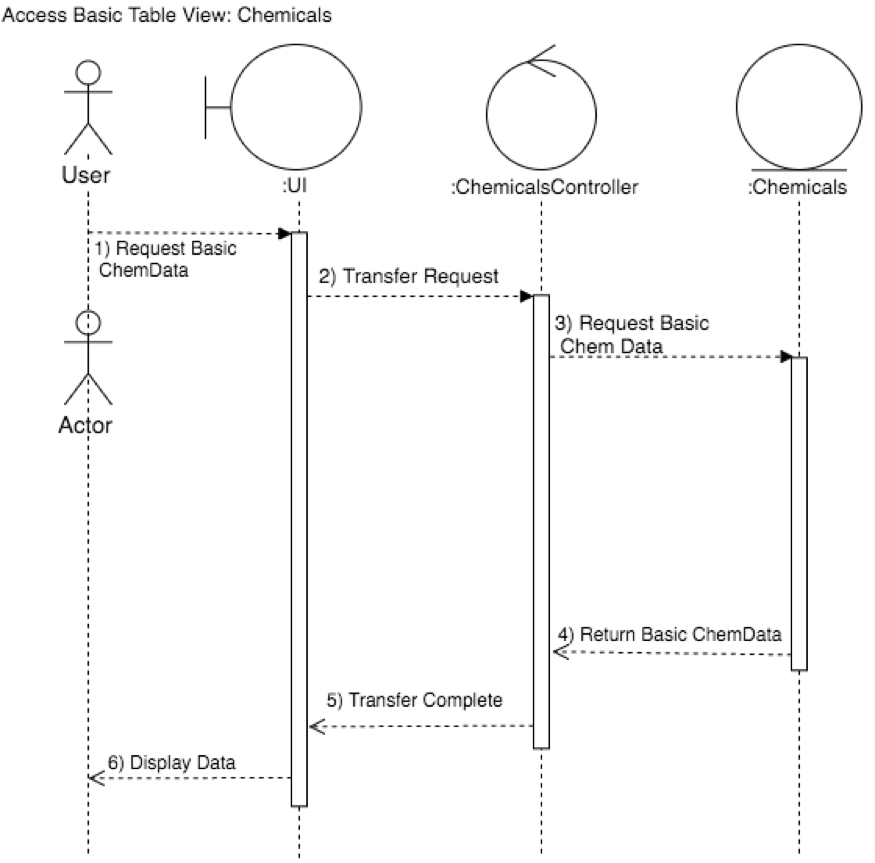 Access Basic Table View: Chemicals
User
:UI
:ChemicalsController
:Chemicals
1) Request Basic
ChemData
2) Transfer Request
3) Request Basic
Chem Data
Actor
4) Return Basic ChemData
5) Transfer Complete
6) Display Data